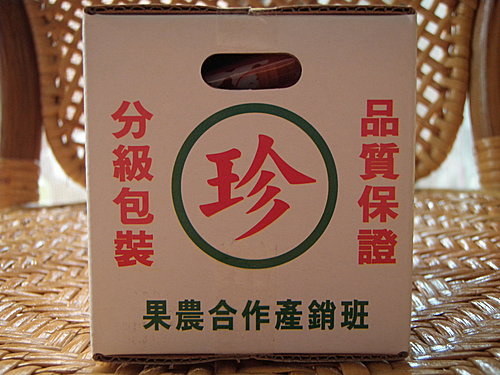 品質保證
珍
分級包裝
果農合作產銷班